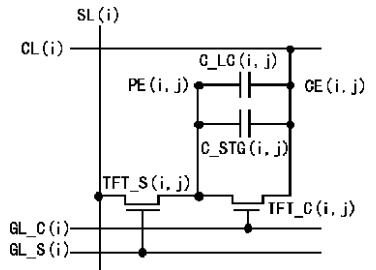 SL(i)
CL(i)
C_LC(i, j)
PE(i, j)
CE(i, j)
C_STG(i, j)
TFT_S(i, j)
TFT_C(i, j)
GL_C(i)
GL_S(i)